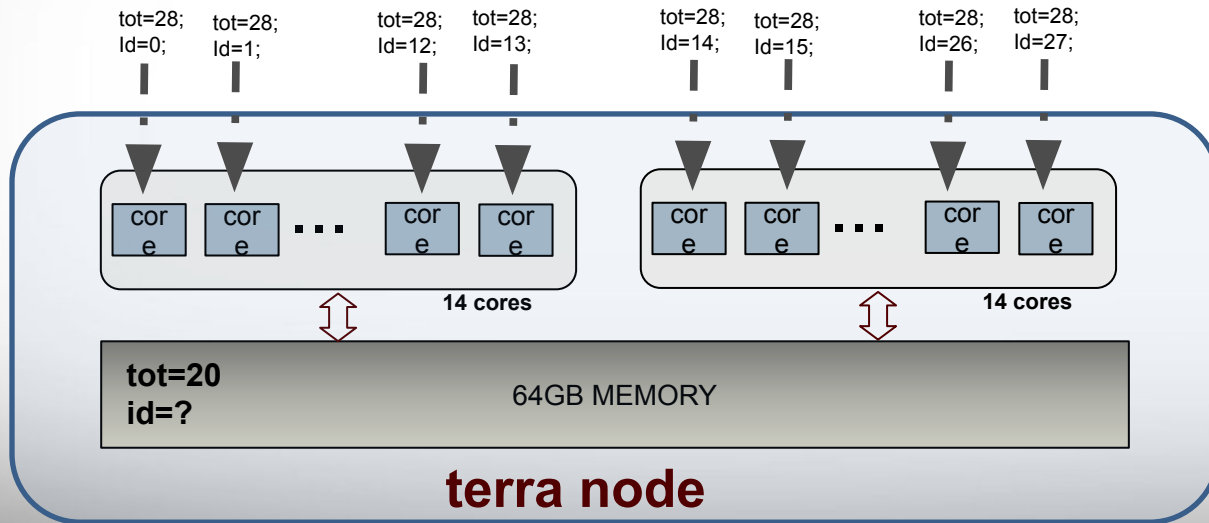 tot=28;
Id=0;
tot=28;
Id=1;
tot=28;
Id=12;
tot=28;
Id=13;
tot=28;
Id=14;
tot=28;
Id=15;
tot=28;
Id=26;
tot=28;
Id=27;
cor
e
cor
e
cor
e
cor
e
cor
e
cor
e
cor
e
cor
e
14 cores
14 cores
tot=20
id=?
64GB MEMORY
terra node